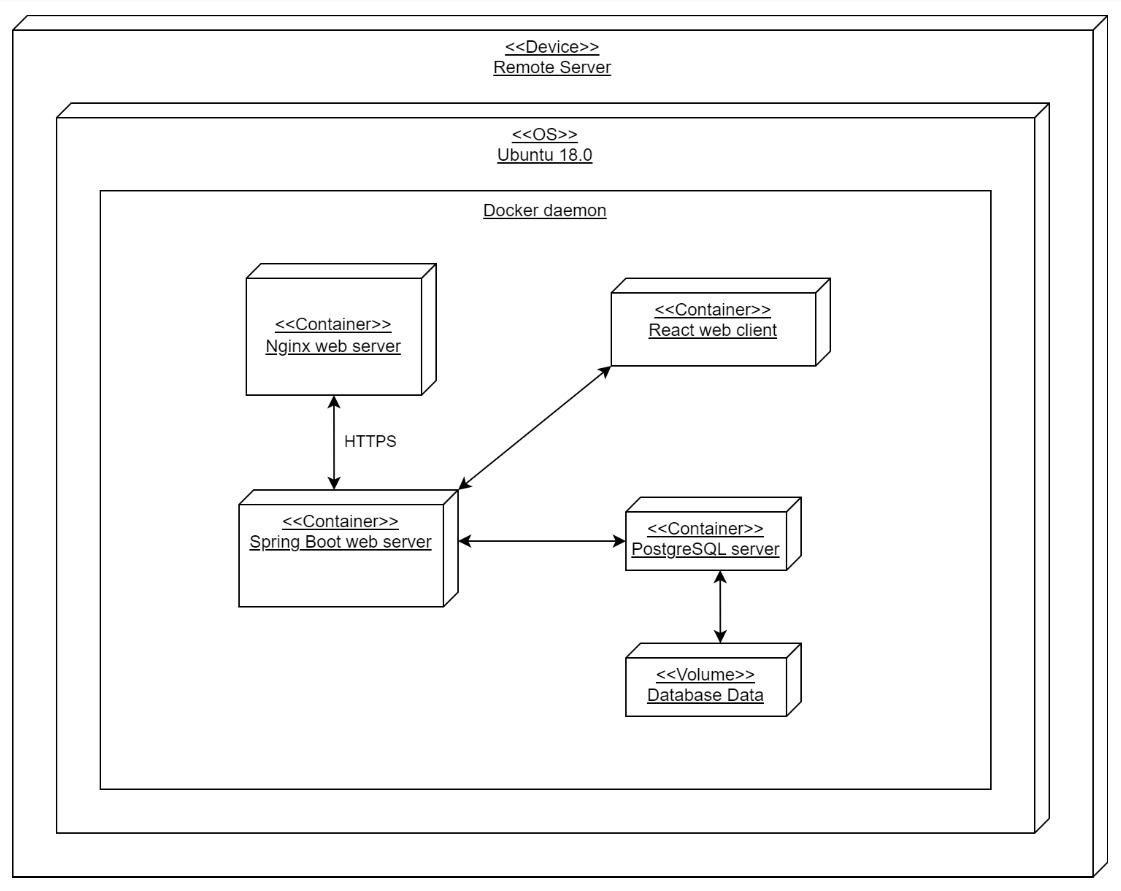 <<Device>>
Remote Server
<<OS>>
Ubuntu 18.0
Docker daemon
<<Container>>
Nginx web server
<<Container>>
React web client
HTTPS
<<Container>>
Spring Boot web server
<<Container>>
PostgreSQL server
<<Volume>>
Database Data